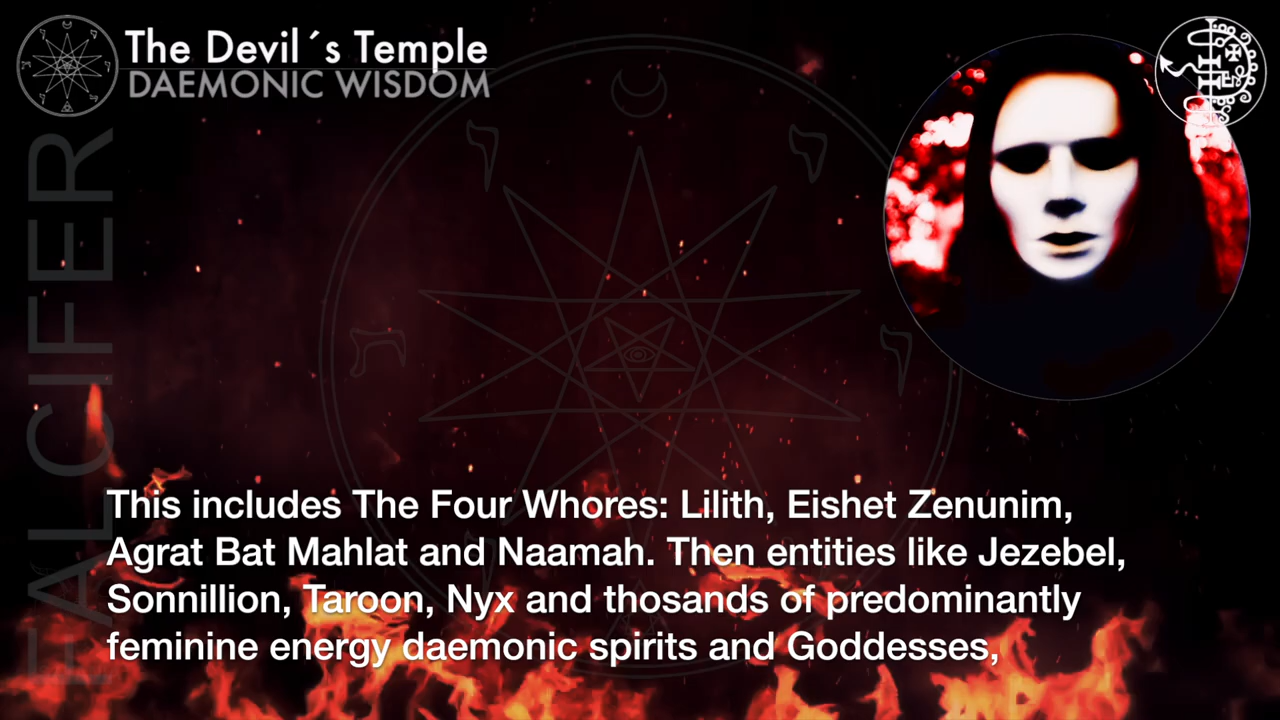 The Devil´s Temple
DAEMONIC WISDOM
FALCIFER
This includes The Four Whores: Lilith, Eishet Zenunim,
Agrat Bat Mahlat and Naamah. Then entities like Jezebel,
Sonnillion, Taroon, Nyx and thosands of predominantly
feminine energy daemonic spirits and Goddesses,